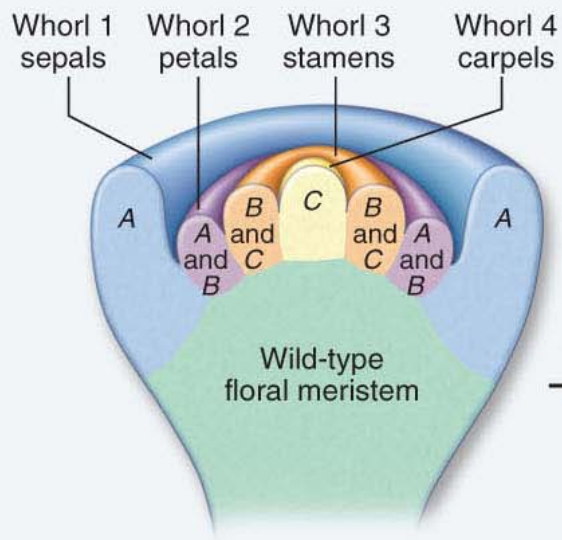 Whorl 1
sepals
Whorl 2
petals
Whorl 3
stamens
Whorl 4
carpels
A
A
and
B
B
and
C
C
B
and
C
A
and
B
A
Wild-type
floral meristem